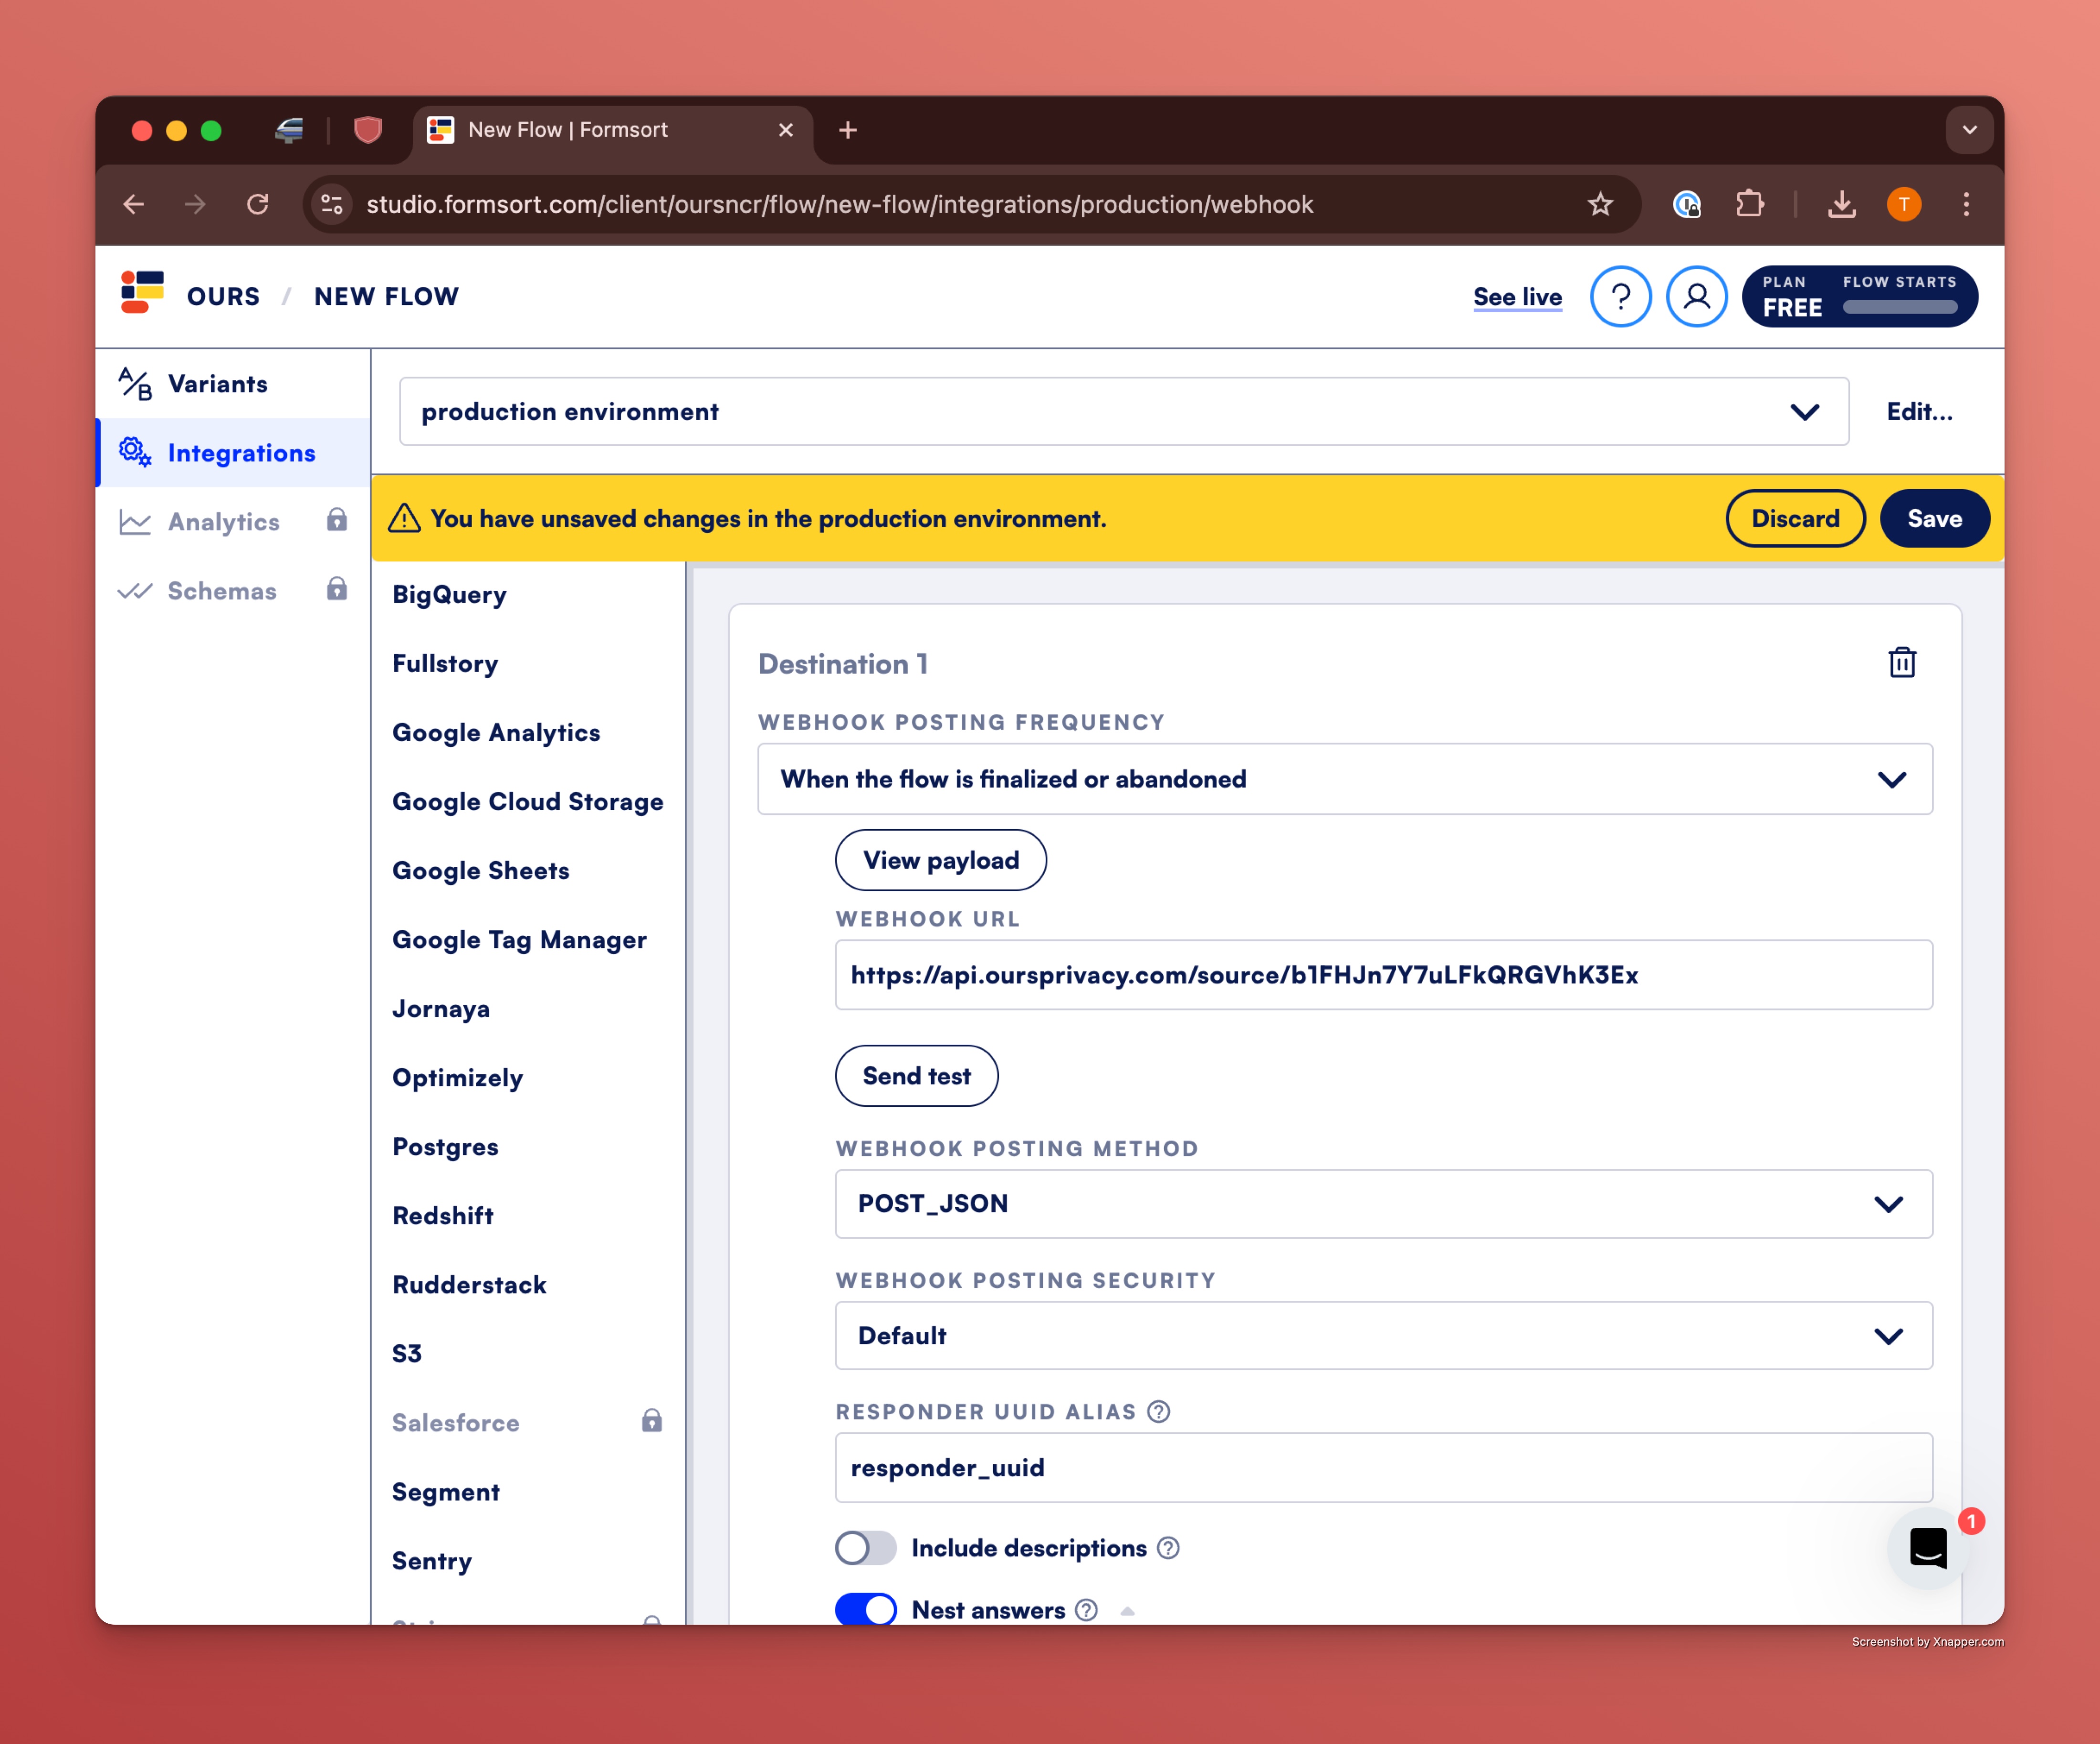 New Flow | Formsort
studio.formsort.com/client/oursncr/flow/new-flow/integrations/production/webhook
T
OURS / NEW FLOW
See live
?
PLAN
FREE
FLOW STARTS
A/B Variants
Integrations
Analytics
Schemas
production environment
Edit...
You have unsaved changes in the production environment.
Discard
Save
BigQuery
Fullstory
Google Analytics
Google Cloud Storage
Google Sheets
Google Tag Manager
Jornaya
Optimizely
Postgres
Redshift
Rudderstack
S3
Salesforce
Segment
Sentry
Destination 1
WEBHOOK POSTING FREQUENCY
When the flow is finalized or abandoned
View payload
WEBHOOK URL
https://api.oursprivacy.com/source/b1FHJn7Y7uLFkQRGVhK3Ex
Send test
WEBHOOK POSTING METHOD
POST_JSON
WEBHOOK POSTING SECURITY
Default
RESPONDER UUID ALIAS ?
responder_uuid
Include descriptions ?
Nest answers ?
1
Screenshot by Xnapper.com